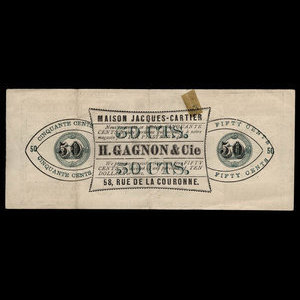 MAISON JACQUES-CARTIER
50 CTS.
H. GAGNON & Cie
50 CTS.
58, RUE DE LA COURONNE.
CINQUANTE CENTS
50
50
CINQUANTE CENTS
FIFTY CENTS
50
50
FIFTY CENTS